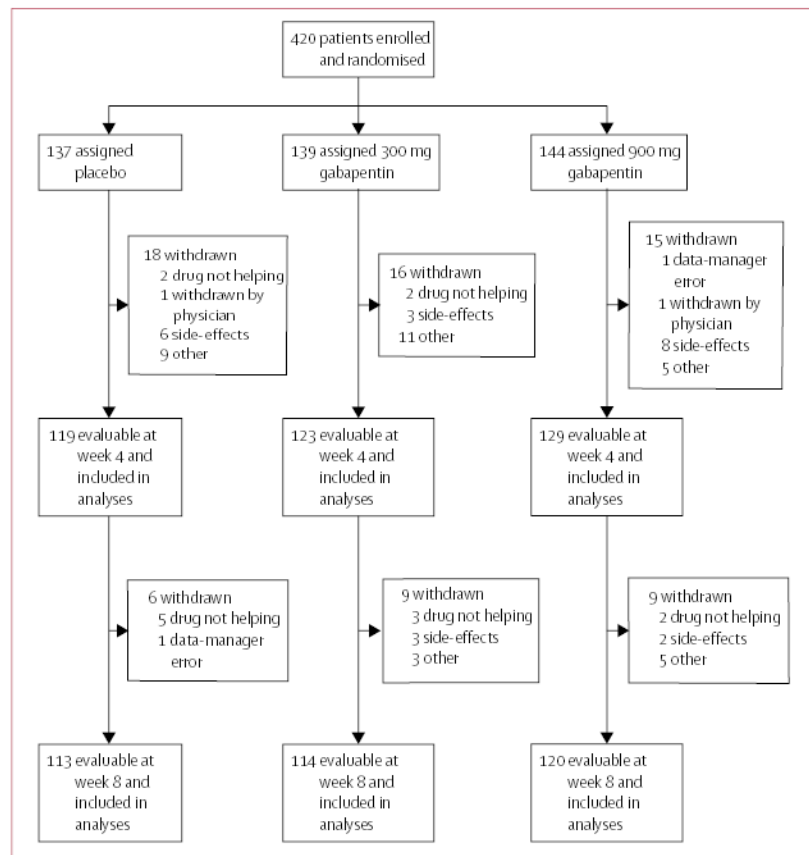 420 patients enrolled
and randomised
137 assigned
placebo
139 assigned 300 mg
gabapentin
144 assigned 900 mg
gabapentin
18 withdrawn
2 drug not helping
1 withdrawn by
physician
6 side-effects
9 other
16 withdrawn
2 drug not helping
3 side-effects
11 other
15 withdrawn
1 data-manager
error
1 withdrawn by
physician
8 side-effects
5 other
119 evaluable at
week 4 and
included in
analyses
123 evaluable at
week 4 and
included in
analyses
129 evaluable at
week 4 and
included in
analyses
6 withdrawn
5 drug not helping
1 data-manager
error
9 withdrawn
3 drug not helping
3 side-effects
3 other
9 withdrawn
2 drug not helping
2 side-effects
5 other
113 evaluable at
week 8 and
included in
analyses
114 evaluable at
week 8 and
included in
analyses
120 evaluable at
week 8 and
included in
analyses